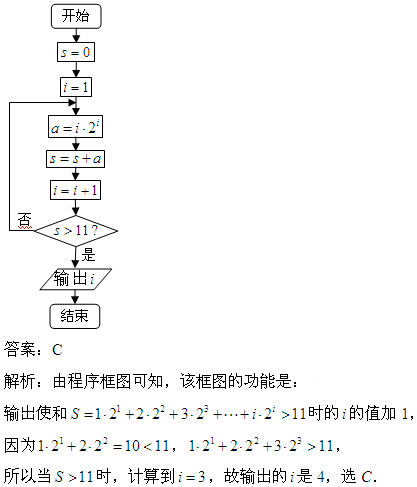 开始
s = 0
i = 1
a = i · 2^i
s = s + a
i = i + 1
否
s > 11 ?
是
输出 i
结束
答案：C
解析：由程序框图可知，该框图的功能是：
输出使和 S = 1·2^1 + 2·2^2 + 3·2^3 + ⋯ + i·2^i > 11 时的 i 的值加 1，
因为 1·2^1 + 2·2^2 = 10 < 11，1·2^1 + 2·2^2 + 3·2^3 > 11，
所以当 S > 11 时，计算到 i = 3，故输出的 i 是 4，选 C．